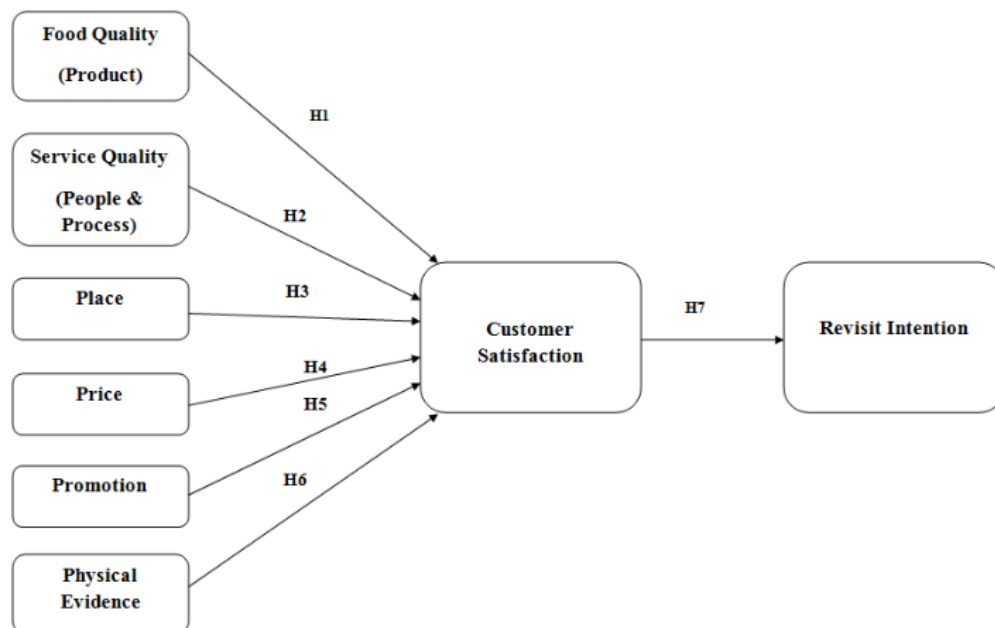 Food Quality
(Product)
H1
Service Quality
(People &
Process)
H2
Place
H3
Customer
Satisfaction
H7
Revisit Intention
Price
H4
H5
Promotion
H6
Physical
Evidence